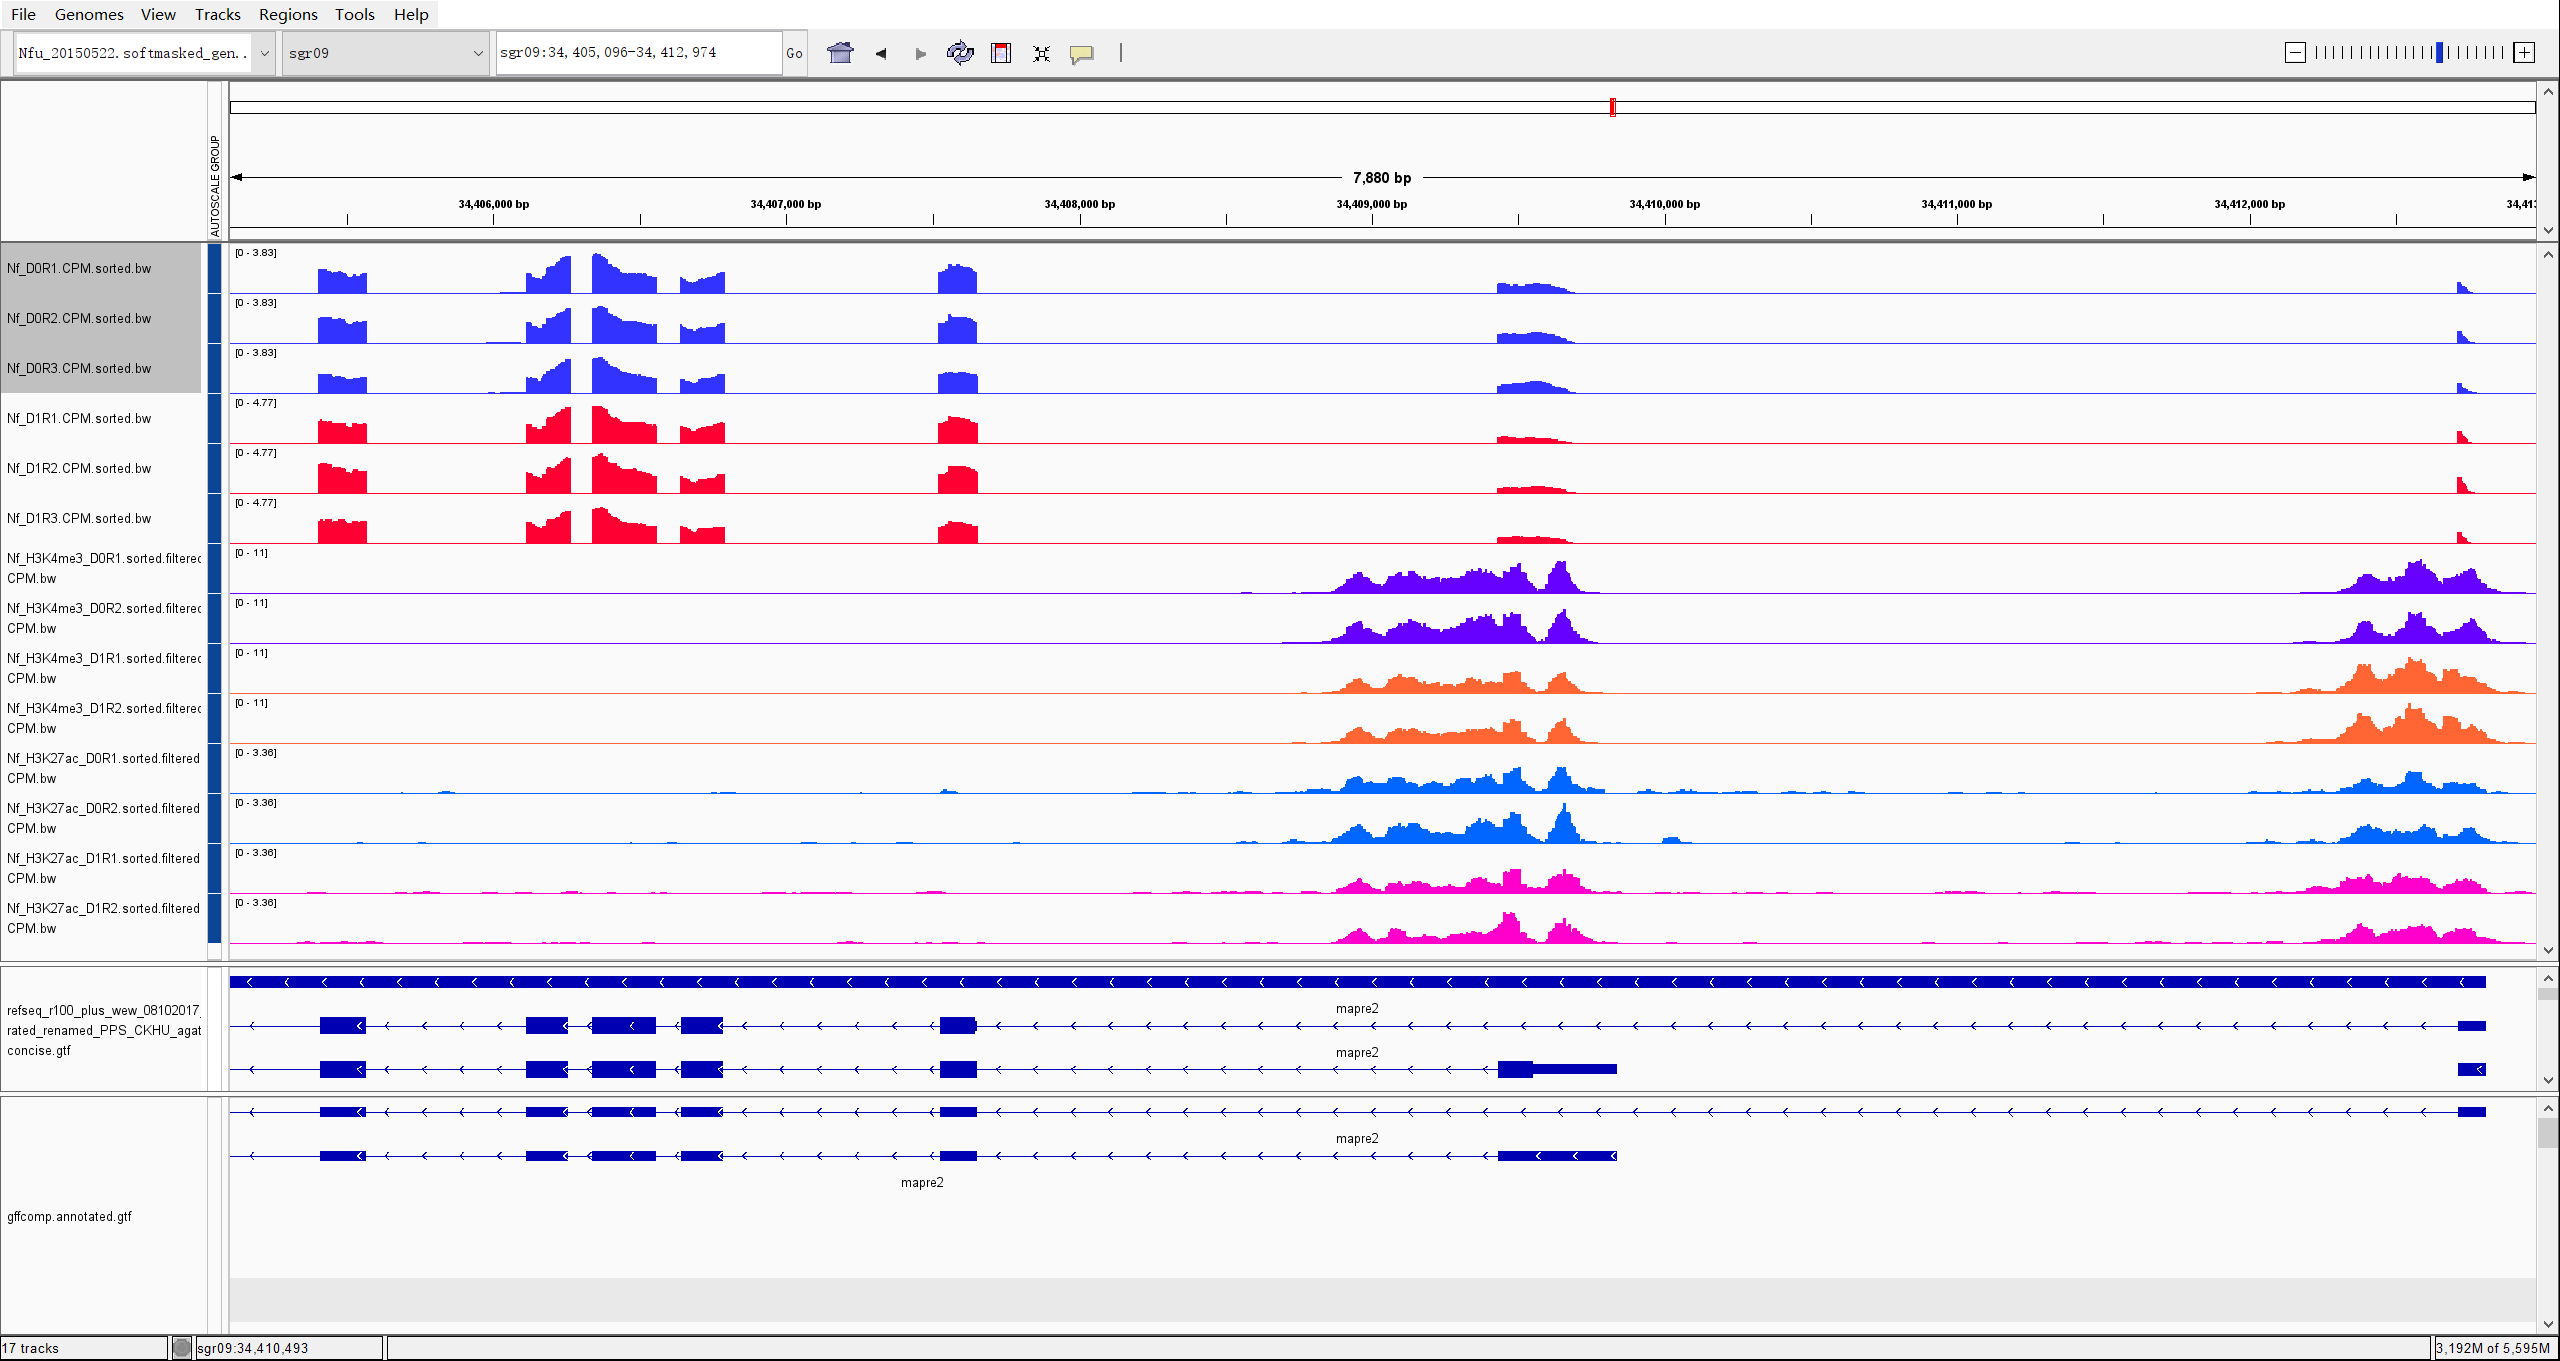 File Genomes View Tracks Regions Tools Help
Nfu_20150522.softmasked_gen.. sgr09 sgr09:34,405,096-34,412,974 Go
AUTOSCALE GROUP
7,880 bp
34,406,000 bp 34,407,000 bp 34,408,000 bp 34,409,000 bp 34,410,000 bp 34,411,000 bp 34,412,000 bp 34,413
Nf_D0R1.CPM.sorted.bw [0 - 3.83]
Nf_D0R2.CPM.sorted.bw [0 - 3.83]
Nf_D0R3.CPM.sorted.bw [0 - 3.83]
Nf_D1R1.CPM.sorted.bw [0 - 4.77]
Nf_D1R2.CPM.sorted.bw [0 - 4.77]
Nf_D1R3.CPM.sorted.bw [0 - 4.77]
Nf_H3K4me3_D0R1.sorted.filtered [0 - 11]
CPM.bw
Nf_H3K4me3_D0R2.sorted.filtered [0 - 11]
CPM.bw
Nf_H3K4me3_D1R1.sorted.filtered [0 - 11]
CPM.bw
Nf_H3K4me3_D1R2.sorted.filtered [0 - 11]
CPM.bw
Nf_H3K27ac_D0R1.sorted.filtered [0 - 3.36]
CPM.bw
Nf_H3K27ac_D0R2.sorted.filtered [0 - 3.36]
CPM.bw
Nf_H3K27ac_D1R1.sorted.filtered [0 - 3.36]
CPM.bw
Nf_H3K27ac_D1R2.sorted.filtered [0 - 3.36]
CPM.bw
refseq_r100_plus_wew_08102017_
rated_renamed_PPS_CKHU_agat
concise.gtf
mapre2
mapre2
gffcomp.annotated.gtf
mapre2
mapre2
17 tracks sgr09:34,410,493 3,192M of 5,595M